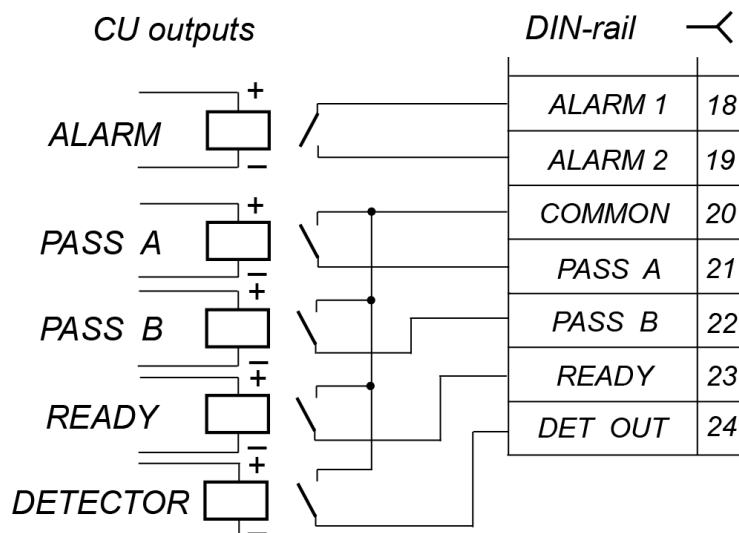 CU outputs
DIN-rail
+
ALARM
−
ALARM 1 18
ALARM 2 19
+
PASS A
−
COMMON 20
PASS A 21
+
PASS B
−
PASS B 22
+
READY
−
READY 23
+
DETECTOR
−
DET OUT 24